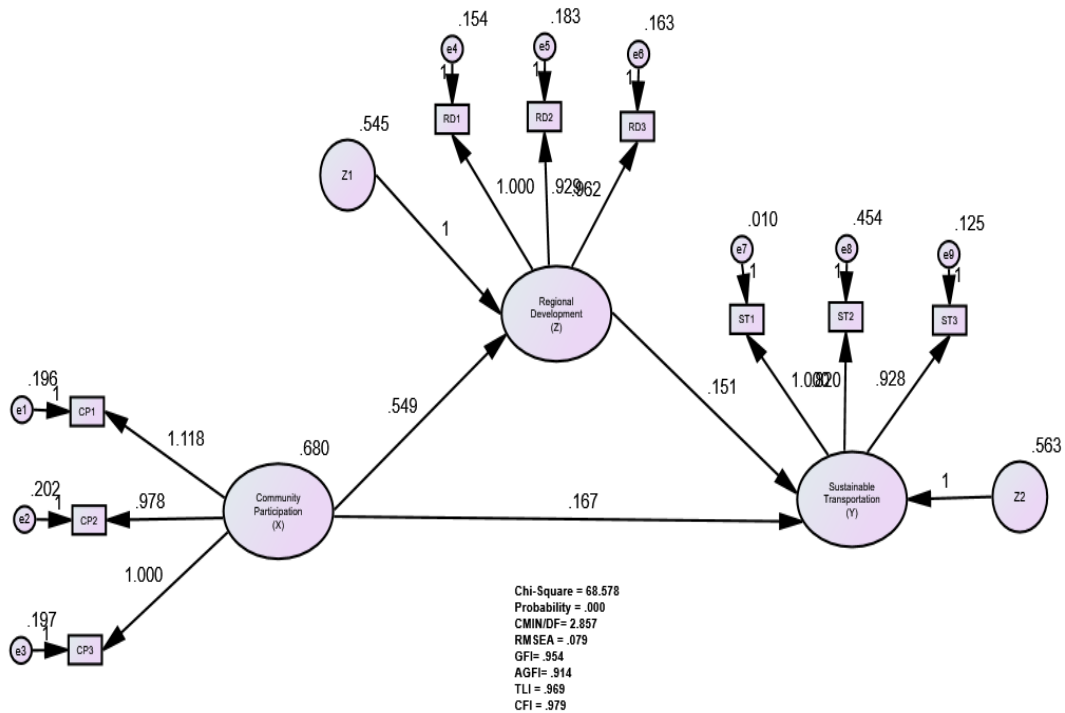 .154
.183
.163
e4
e5
e6
1
1
1
RD1
RD2
RD3
.545
Z1
1.000
.929
.962
1
.010
.454
.125
e7
e8
e9
1
1
1
Regional
Development
(Z)
ST1
ST2
ST3
.196
e1
1
CP1
.549
.151
1.000
.820
.928
1.118
.680
.563
.202
e2
1
CP2
.978
Community
Participation
(X)
.167
Sustainable
Transportation
(Y)
1
Z2
1.000
.197
e3
1
CP3
Chi-Square = 68.578
Probability = .000
CMIN/DF= 2.857
RMSEA = .079
GFI= .954
AGFI= .914
TLI = .969
CFI = .979